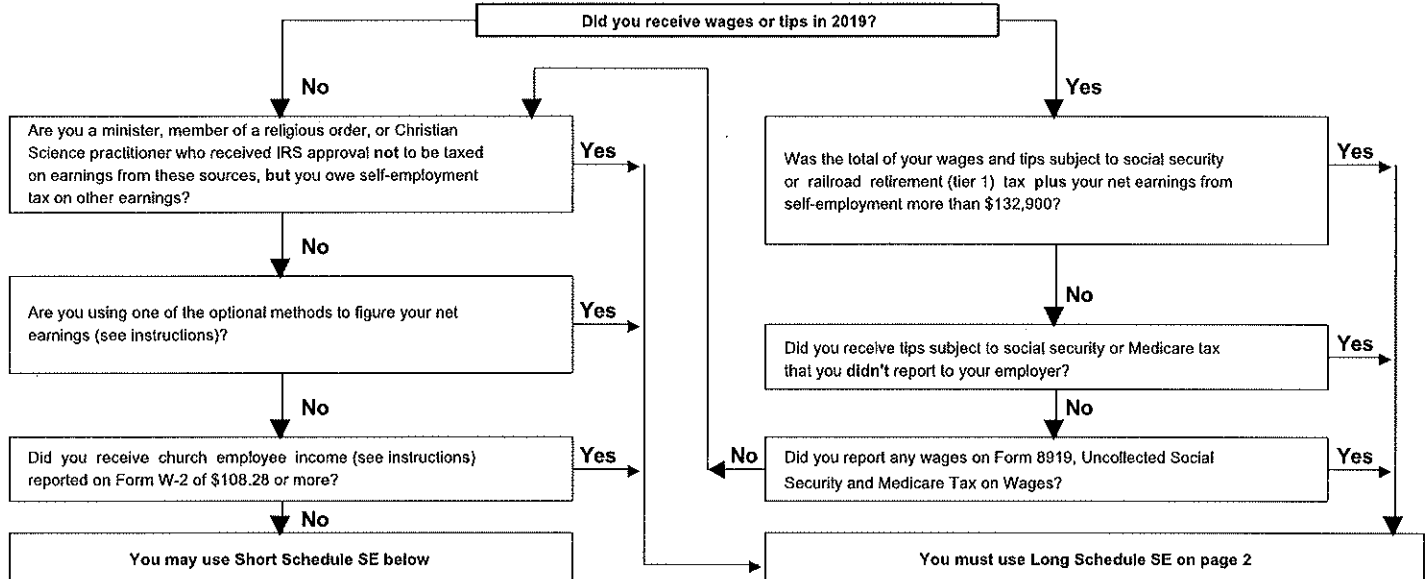 Did you receive wages or tips in 2019?
No
Yes
Are you a minister, member of a religious order, or Christian
Science practitioner who received IRS approval not to be taxed
on earnings from these sources, but you owe self-employment
tax on other earnings?
Yes
Was the total of your wages and tips subject to social security
or railroad retirement (tier 1) tax plus your net earnings from
self-employment more than $132,900?
Yes
No
No
Are you using one of the optional methods to figure your net
earnings (see instructions)?
Yes
Did you receive tips subject to social security or Medicare tax
that you didn't report to your employer?
Yes
No
No
Did you receive church employee income (see instructions)
reported on Form W-2 of $108.28 or more?
Yes
No
Did you report any wages on Form 8919, Uncollected Social
Security and Medicare Tax on Wages?
Yes
No
You may use Short Schedule SE below
You must use Long Schedule SE on page 2